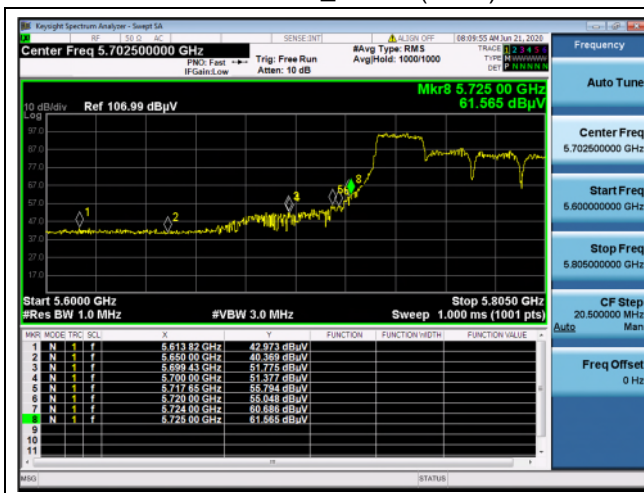 Keysight Spectrum Analyzer - Swept SA
RF 50 Ω AC SENSE:INT ALIGN OFF 08:09:55 AM Jun 21, 2020
Center Freq 5.702500000 GHz #Avg Type: RMS TRACE 1 2 3 4 5 6
PNO: Fast Trig: Free Run Avg|Hold: 1000/1000 TYPE M WWWWW
IFGain:Low Atten: 10 dB DET P N N N N N
Mkr8 5.725 00 GHz
10 dB/div Ref 106.99 dBµV 61.565 dBµV
Log
97.0
87.0
77.0
67.0
57.0
47.0
37.0
27.0
17.0
1
2
8
Start 5.6000 GHz Stop 5.8050 GHz
#Res BW 1.0 MHz #VBW 3.0 MHz Sweep 1.000 ms (1001 pts)
MKR MODE TRC SCL X Y FUNCTION FUNCTION WIDTH FUNCTION VALUE
1 N 1 f 5.613 82 GHz 42.973 dBµV
2 N 1 f 5.650 00 GHz 40.369 dBµV
3 N 1 f 5.699 43 GHz 51.775 dBµV
4 N 1 f 5.700 00 GHz 51.377 dBµV
5 N 1 f 5.717 65 GHz 55.794 dBµV
6 N 1 f 5.720 00 GHz 55.048 dBµV
7 N 1 f 5.724 00 GHz 60.686 dBµV
8 N 1 f 5.725 00 GHz 61.565 dBµV
9
10
11
MSG STATUS
Frequency
Auto Tune
Center Freq
5.702500000 GHz
Start Freq
5.600000000 GHz
Stop Freq
5.805000000 GHz
CF Step
20.500000 MHz
Auto Man
Freq Offset
0 Hz